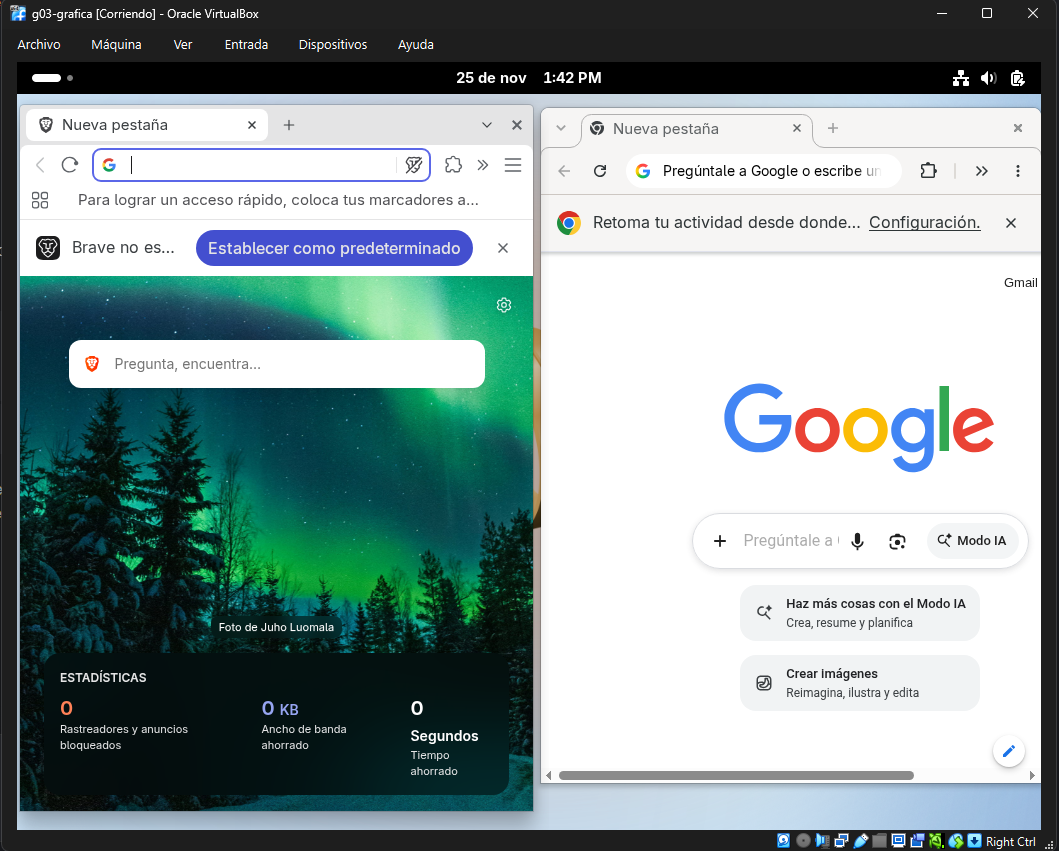 g03-grafica [Corriendo] - Oracle VirtualBox
Archivo Máquina Ver Entrada Dispositivos Ayuda
25 de nov 1:42 PM
Nueva pestaña
Para lograr un acceso rápido, coloca tus marcadores a...
Brave no es... Establecer como predeterminado
Pregunta, encuentra...
Foto de Juho Luomala
ESTADÍSTICAS
0 0 KB 0
Segundos
Rastreadores y anuncios
bloqueados
Ancho de banda
ahorrado
Tiempo
ahorrado
Nueva pestaña
Pregúntale a Google o escribe un
Retoma tu actividad desde donde... Configuración.
Gmail
Google
Pregúntale a Modo IA
Haz más cosas con el Modo IA
Crea, resume y planifica
Crear imágenes
Reimagina, ilustra y edita
Right Ctrl